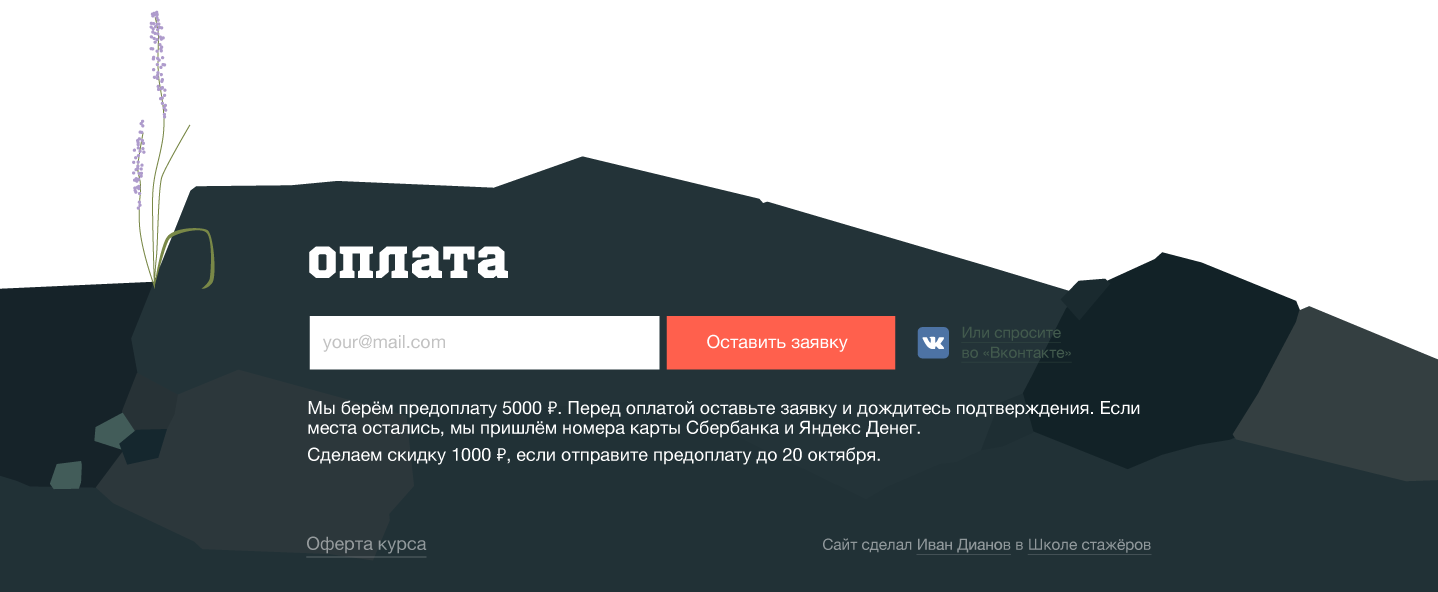 оплата
your@mail.com
Оставить заявку
Или спросите
во «Вконтакте»
Мы берём предоплату 5000 ₽. Перед оплатой оставьте заявку и дождитесь подтверждения. Если
места остались, мы пришлём номера карты Сбербанка и Яндекс Денег.
Сделаем скидку 1000 ₽, если отправите предоплату до 20 октября.
Оферта курса
Сайт сделал Иван Дианов в Школе стажёров